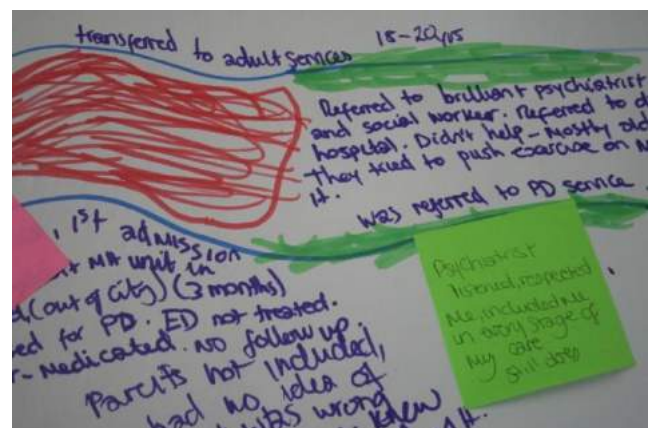 transferred to adult services
18-20yrs
Referred to brilliant psychiatrist
and social worker. Referred to d
hospital. Didn't help - mostly old
They tried to push exercise on
it.
was referred to PD service
1st admission
MH unit in
(out of city) (3 months)
ed for PD. ED not treated.
r-medicated. no follow up.
Parents not included,
had no idea of
was wrong
knew
it.
Psychiatrist
listened, respected
me, included me
in every stage of
my care
still does